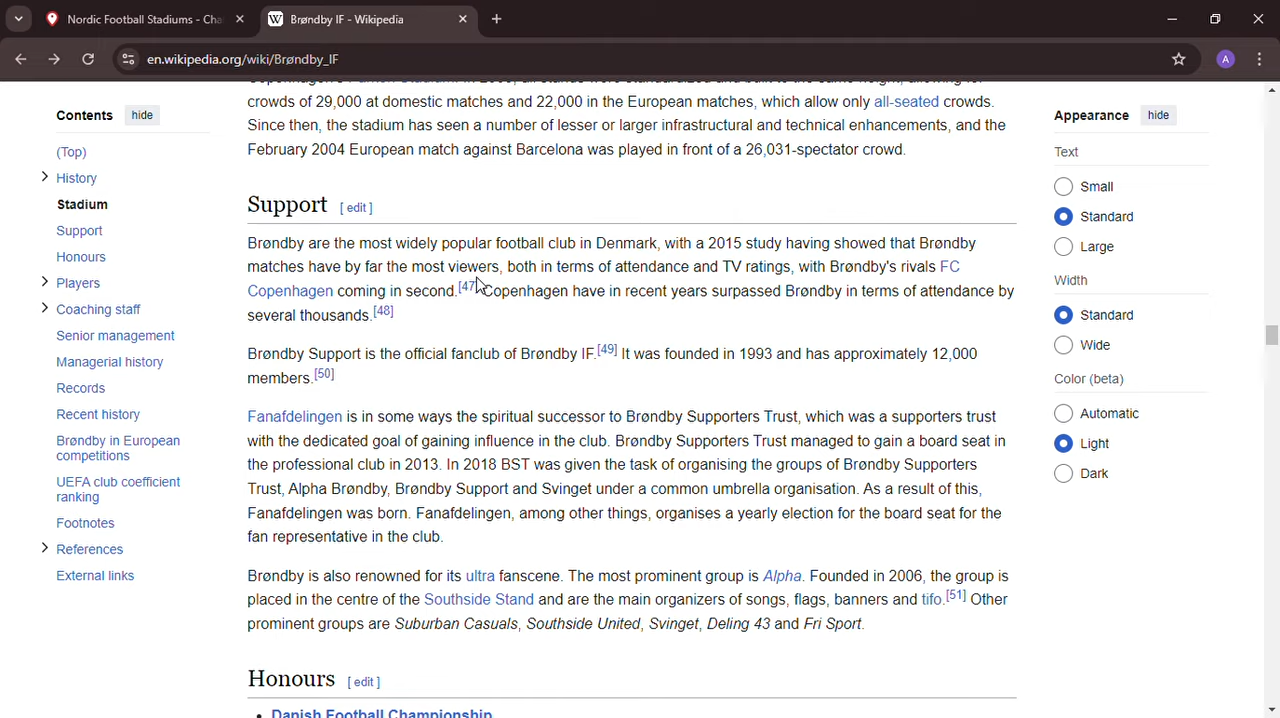 Nordic Football Stadiums - Cha
Brøndby IF - Wikipedia
en.wikipedia.org/wiki/Brøndby_IF
A
Contents hide
(Top)
History
Stadium
Support
Honours
Players
Coaching staff
Senior management
Managerial history
Records
Recent history
Brøndby in European
competitions
UEFA club coefficient
ranking
Footnotes
References
External links
crowds of 29,000 at domestic matches and 22,000 in the European matches, which allow only all-seated crowds.
Since then, the stadium has seen a number of lesser or larger infrastructural and technical enhancements, and the
February 2004 European match against Barcelona was played in front of a 26,031-spectator crowd.
Support [ edit ]
Brøndby are the most widely popular football club in Denmark, with a 2015 study having showed that Brøndby
matches have by far the most viewers, both in terms of attendance and TV ratings, with Brøndby's rivals FC
Copenhagen coming in second.[47] Copenhagen have in recent years surpassed Brøndby in terms of attendance by
several thousands.[48]
Brøndby Support is the official fanclub of Brøndby IF.[49] It was founded in 1993 and has approximately 12,000
members.[50]
Fanafdelingen is in some ways the spiritual successor to Brøndby Supporters Trust, which was a supporters trust
with the dedicated goal of gaining influence in the club. Brøndby Supporters Trust managed to gain a board seat in
the professional club in 2013. In 2018 BST was given the task of organising the groups of Brøndby Supporters
Trust, Alpha Brøndby, Brøndby Support and Svinget under a common umbrella organisation. As a result of this,
Fanafdelingen was born. Fanafdelingen, among other things, organises a yearly election for the board seat for the
fan representative in the club.
Brøndby is also renowned for its ultra fanscene. The most prominent group is Alpha. Founded in 2006, the group is
placed in the centre of the Southside Stand and are the main organizers of songs, flags, banners and tifo.[51] Other
prominent groups are Suburban Casuals, Southside United, Svinget, Deling 43 and Fri Sport.
Honours [ edit ]
Danish Football Championship
Appearance hide
Text
Small
Standard
Large
Width
Standard
Wide
Color (beta)
Automatic
Light
Dark